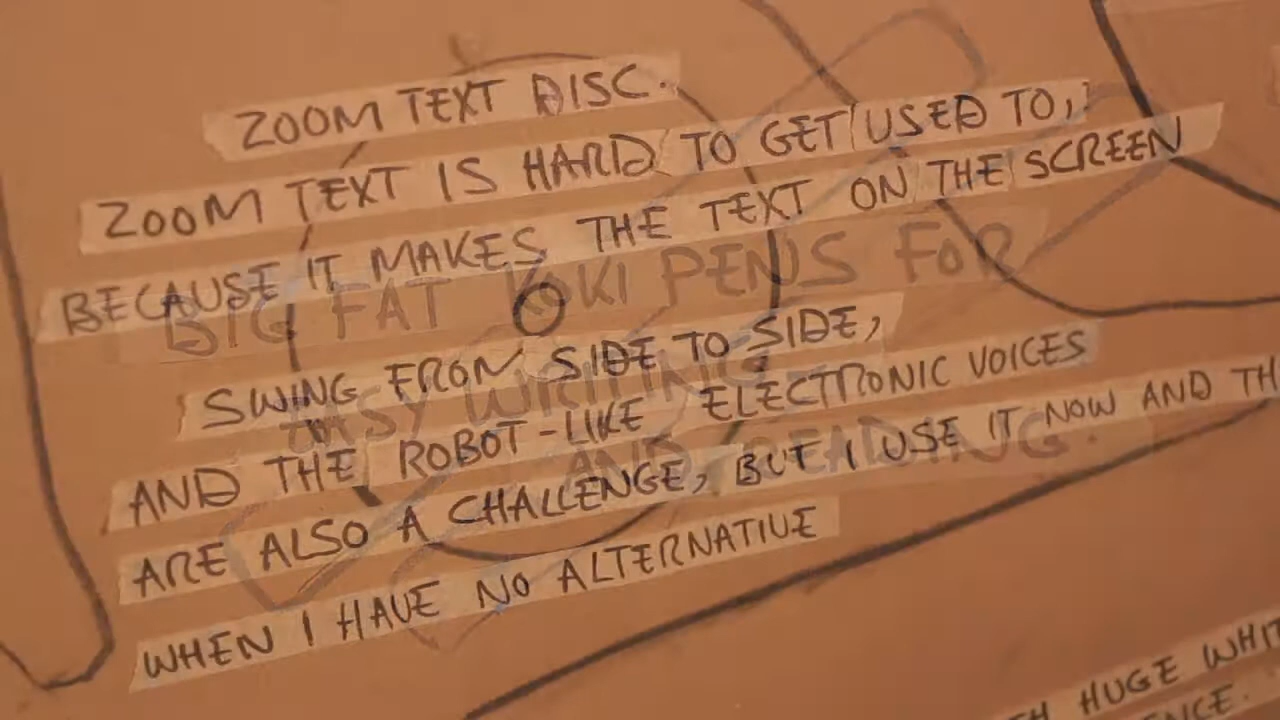 ZOOM TEXT DISC.
ZOOM TEXT IS HARD TO GET USED TO,
BECAUSE IT MAKES THE TEXT ON THE SCREEN
BIG FAT KOKI PENS FOR
SWING FROM SIDE TO SIDE,
EASY WRITING
AND THE ROBOT-LIKE ELECTRONIC VOICES
AND READING.
ARE ALSO A CHALLENGE, BUT I USE IT NOW AND TH
WHEN I HAVE NO ALTERNATIVE
HUGE WHIT